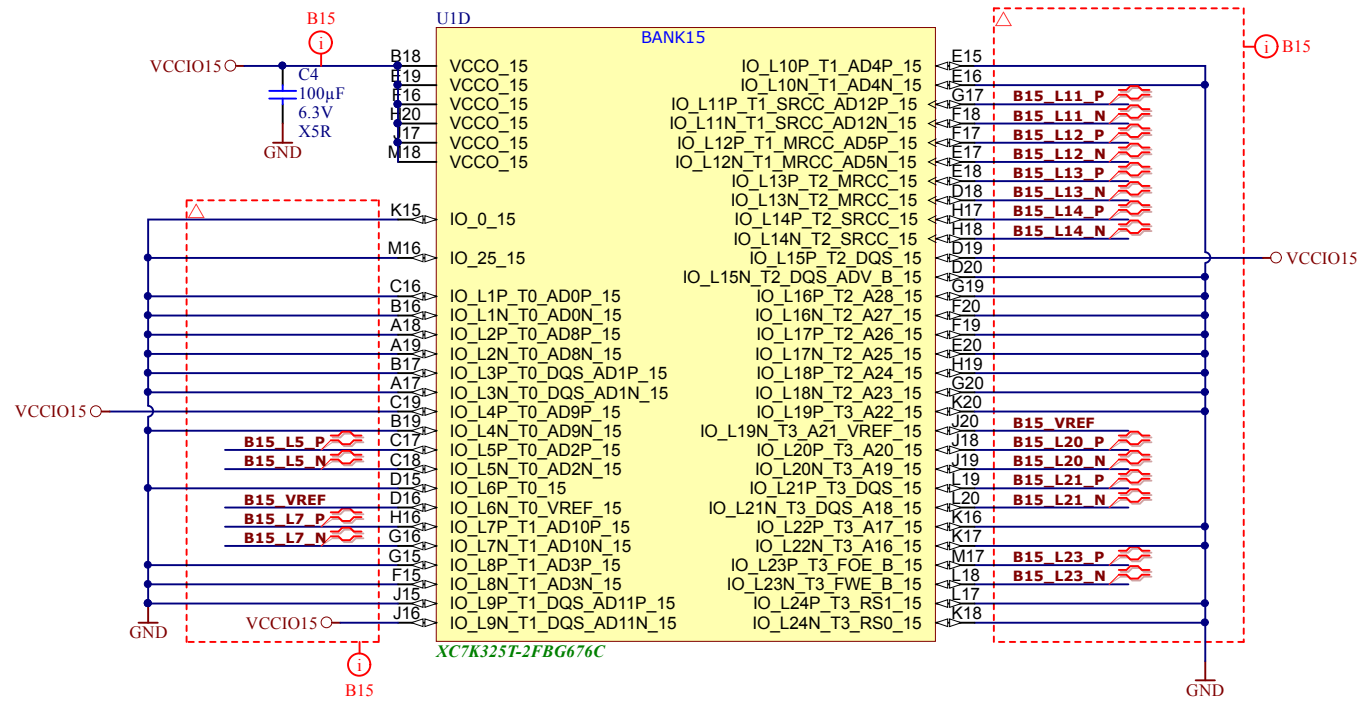 B15
U1D
BANK15
B15
VCCIO15
C4
100µF
6.3V
X5R
GND
B18 VCCO_15
E19 VCCO_15
F16 VCCO_15
H20 VCCO_15
J17 VCCO_15
M18 VCCO_15
K15 IO_0_15
M16 IO_25_15
C16 IO_L1P_T0_AD0P_15
B16 IO_L1N_T0_AD0N_15
A18 IO_L2P_T0_AD8P_15
A19 IO_L2N_T0_AD8N_15
B17 IO_L3P_T0_DQS_AD1P_15
A17 IO_L3N_T0_DQS_AD1N_15
VCCIO15 C19 IO_L4P_T0_AD9P_15
B19 IO_L4N_T0_AD9N_15
B15_L5_P C17 IO_L5P_T0_AD2P_15
B15_L5_N C18 IO_L5N_T0_AD2N_15
D15 IO_L6P_T0_15
B15_VREF D16 IO_L6N_T0_VREF_15
B15_L7_P H16 IO_L7P_T1_AD10P_15
B15_L7_N G16 IO_L7N_T1_AD10N_15
G15 IO_L8P_T1_AD3P_15
F15 IO_L8N_T1_AD3N_15
J15 IO_L9P_T1_DQS_AD11P_15
VCCIO15 J16 IO_L9N_T1_DQS_AD11N_15
GND
B15
IO_L10P_T1_AD4P_15 E15
IO_L10N_T1_AD4N_15 E16
IO_L11P_T1_SRCC_AD12P_15 G17 B15_L11_P
IO_L11N_T1_SRCC_AD12N_15 F18 B15_L11_N
IO_L12P_T1_MRCC_AD5P_15 F17 B15_L12_P
IO_L12N_T1_MRCC_AD5N_15 E17 B15_L12_N
IO_L13P_T2_MRCC_15 E18 B15_L13_P
IO_L13N_T2_MRCC_15 D18 B15_L13_N
IO_L14P_T2_SRCC_15 H17 B15_L14_P
IO_L14N_T2_SRCC_15 H18 B15_L14_N
IO_L15P_T2_DQS_15 D19 VCCIO15
IO_L15N_T2_DQS_ADV_B_15 D20
IO_L16P_T2_A28_15 G19
IO_L16N_T2_A27_15 F20
IO_L17P_T2_A26_15 F19
IO_L17N_T2_A25_15 E20
IO_L18P_T2_A24_15 H19
IO_L18N_T2_A23_15 G20
IO_L19P_T3_A22_15 K20
IO_L19N_T3_A21_VREF_15 J20 B15_VREF
IO_L20P_T3_A20_15 J18 B15_L20_P
IO_L20N_T3_A19_15 J19 B15_L20_N
IO_L21P_T3_DQS_15 L19 B15_L21_P
IO_L21N_T3_DQS_A18_15 L20 B15_L21_N
IO_L22P_T3_A17_15 K16
IO_L22N_T3_A16_15 K17
IO_L23P_T3_FOE_B_15 M17 B15_L23_P
IO_L23N_T3_FWE_B_15 L18 B15_L23_N
IO_L24P_T3_RS1_15 L17
IO_L24N_T3_RS0_15 K18
XC7K325T-2FBG676C
GND